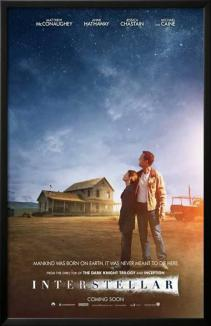 MATTHEW ANNE JESSICA MICHAEL
McCONAUGHEY HATHAWAY CHASTAIN CAINE
MANKIND WAS BORN ON EARTH. IT WAS NEVER MEANT TO DIE HERE.
FROM THE DIRECTOR OF THE DARK KNIGHT TRILOGY AND INCEPTION
INTERSTELLAR
COMING SOON